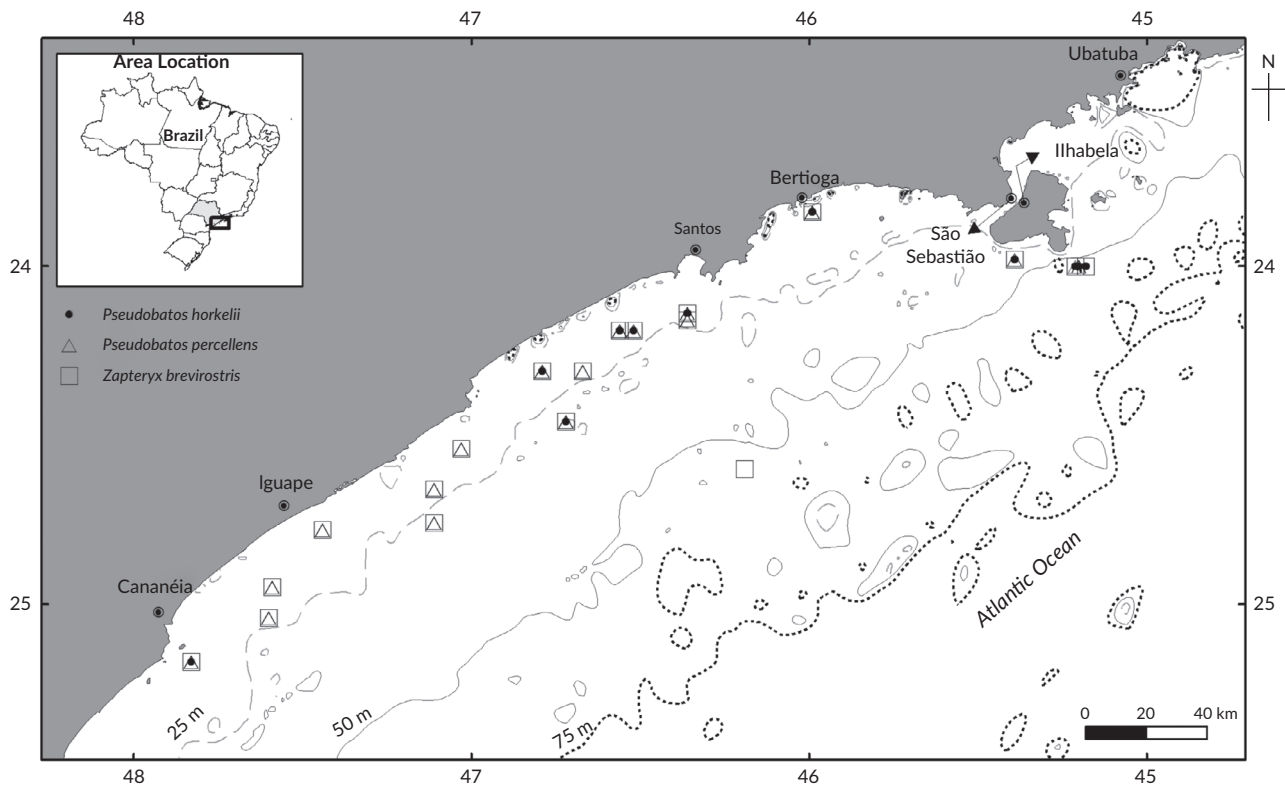 48
47
46
45
Area Location
Brazil
Ubatuba
N
Ilhabela
Bertioga
Santos
São
Sebastião
24
24
Pseudobatos horkelii
Pseudobatos percellens
Zapteryx brevirostris
Iguape
Cananéia
Atlantic Ocean
25
25
25 m
50 m
75 m
0 20 40 km
48
47
46
45